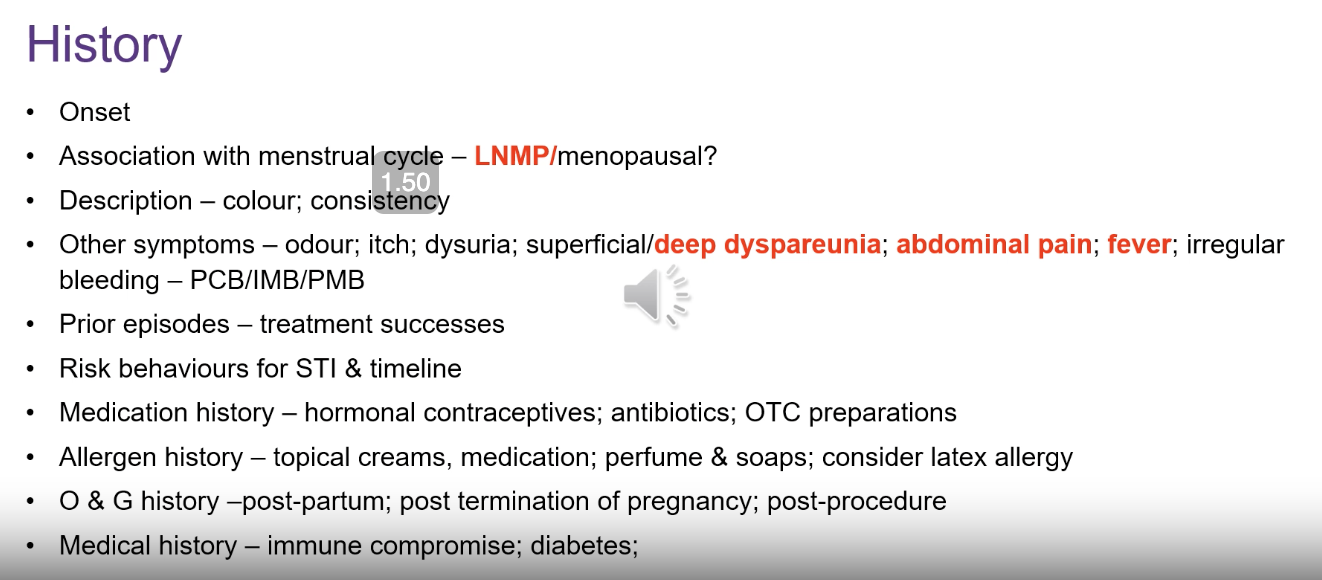 History
• Onset
• Association with menstrual cycle – LNMP/menopausal?
1.50
• Description – colour; consistency
• Other symptoms – odour; itch; dysuria; superficial/deep dyspareunia; abdominal pain; fever; irregular
bleeding – PCB/IMB/PMB
• Prior episodes – treatment successes
• Risk behaviours for STI & timeline
• Medication history – hormonal contraceptives; antibiotics; OTC preparations
• Allergen history – topical creams, medication; perfume & soaps; consider latex allergy
• O & G history –post-partum; post termination of pregnancy; post-procedure
• Medical history – immune compromise; diabetes;